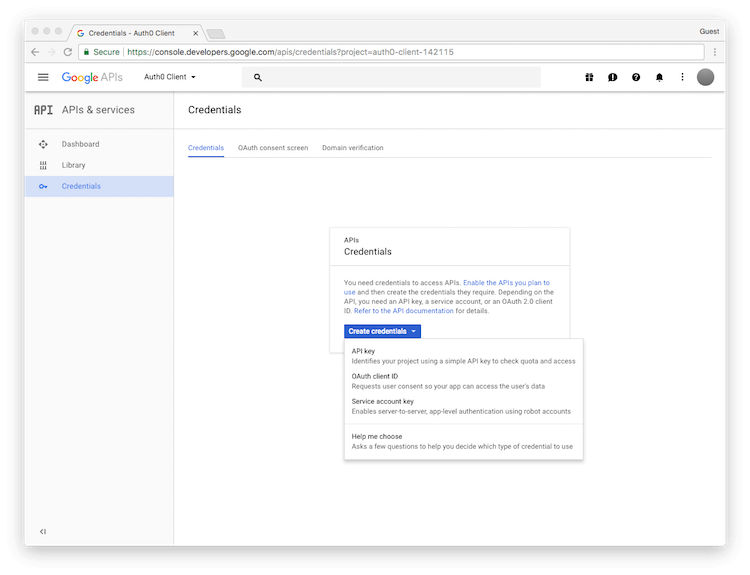 Credentials - Auth0 Client
Guest
Secure
https://console.developers.google.com/apis/credentials?project=auth0-client-142115
Google APIs
Auth0 Client
API
APIs & services
Credentials
Dashboard
Library
Credentials
Credentials
OAuth consent screen
Domain verification
APIs
Credentials
You need credentials to access APIs. Enable the APIs you plan to
use and then create the credentials they require. Depending on the
API, you need an API key, a service account, or an OAuth 2.0 client
ID. Refer to the API documentation for details.
Create credentials
API key
Identifies your project using a simple API key to check quota and access
OAuth client ID
Requests user consent so your app can access the user's data
Service account key
Enables server-to-server, app-level authentication using robot accounts
Help me choose
Asks a few questions to help you decide which type of credential to use